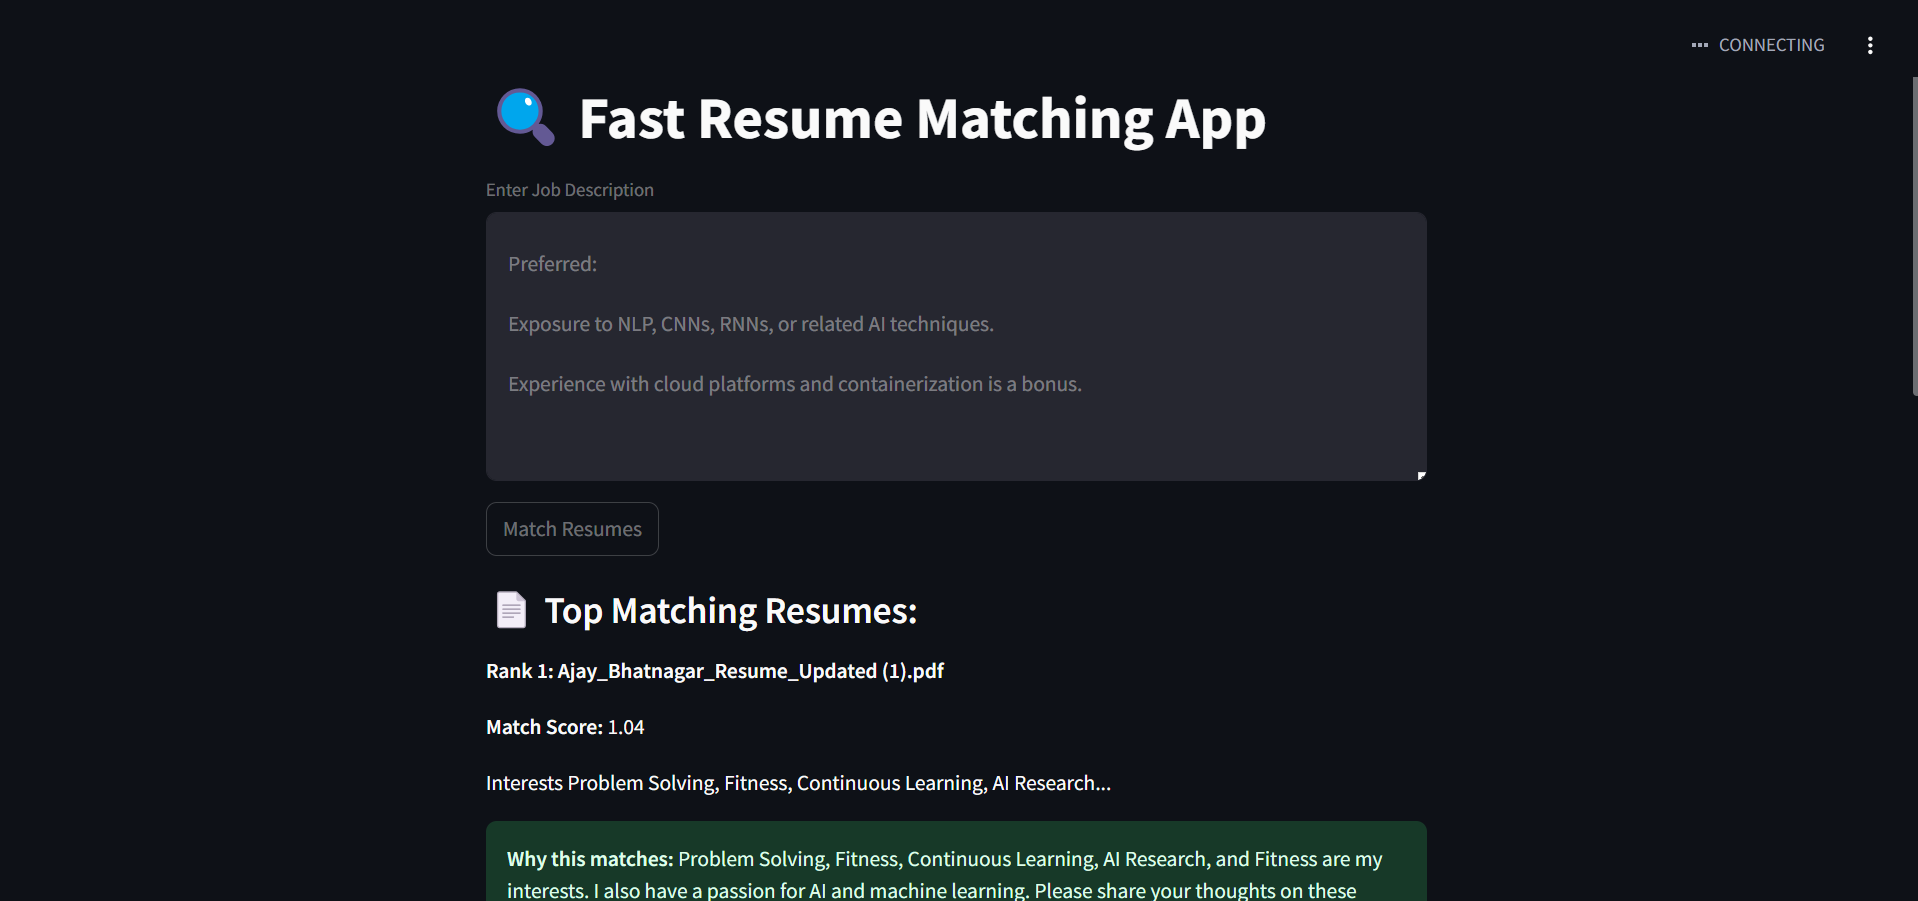 CONNECTING
Fast Resume Matching App
Enter Job Description
Preferred:
Exposure to NLP, CNNs, RNNs, or related AI techniques.
Experience with cloud platforms and containerization is a bonus.
Match Resumes
Top Matching Resumes:
Rank 1: Ajay_Bhatnagar_Resume_Updated (1).pdf
Match Score: 1.04
Interests Problem Solving, Fitness, Continuous Learning, AI Research...
Why this matches: Problem Solving, Fitness, Continuous Learning, AI Research, and Fitness are my
interests. I also have a passion for AI and machine learning. Please share your thoughts on these